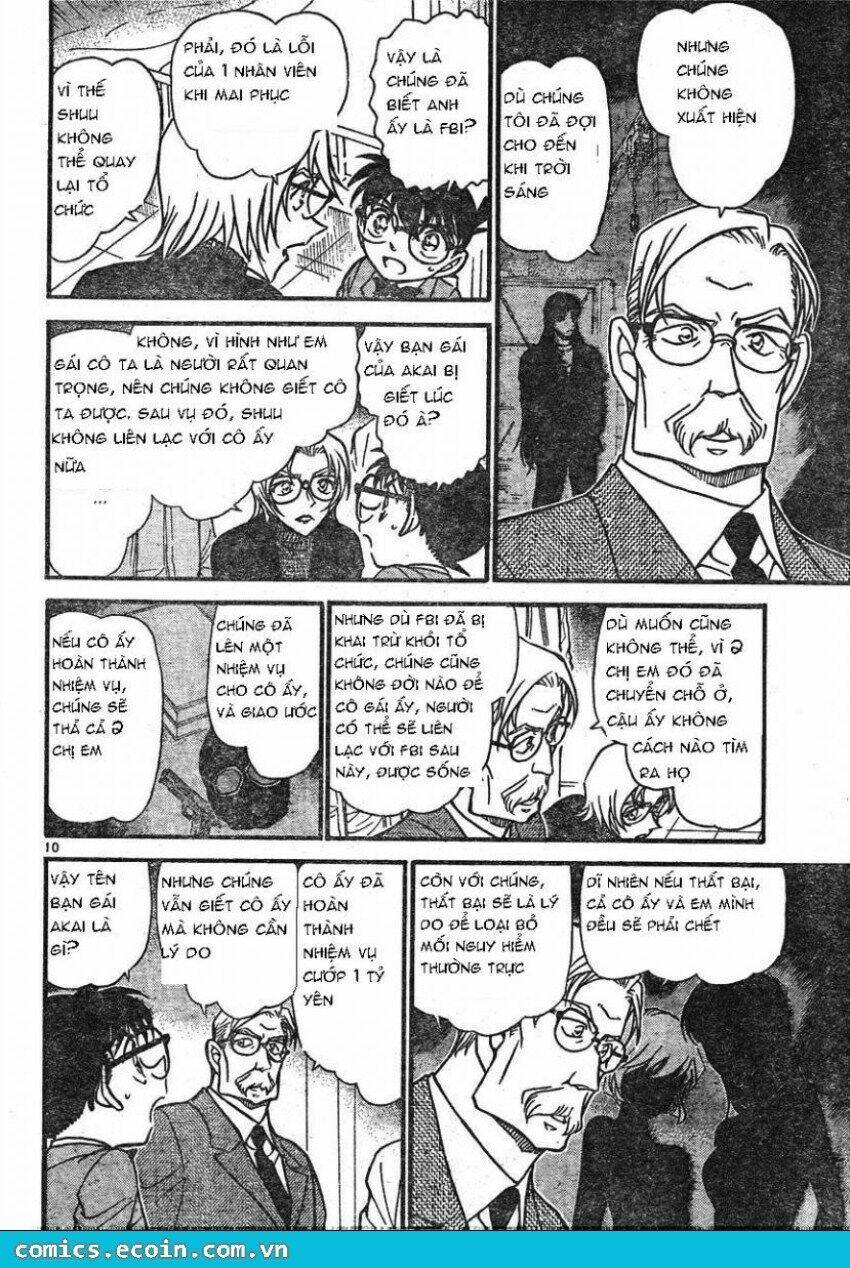 NHƯNG
CHÚNG
KHÔNG
XUẤT HIỆN
DÙ CHÚNG
TÔI ĐÃ ĐỢI
CHO ĐẾN
KHI TRỜI
SÁNG
VẬY LÀ
CHÚNG ĐÃ
BIẾT ANH
ẤY LÀ FBI?
PHẢI, ĐÓ LÀ LỖI
CỦA 1 NHÂN VIÊN
KHI MAI PHỤC
VÌ THẾ
SHUU
KHÔNG
THỂ QUAY
LẠI TỔ
CHỨC
VẬY BẠN GÁI
CỦA AKAI BỊ
GIẾT LÚC
ĐÓ À?
KHÔNG, VÌ HÌNH NHƯ EM
GÁI CÔ TA LÀ NGƯỜI RẤT QUAN
TRỌNG, NÊN CHÚNG KHÔNG GIẾT CÔ
TA ĐƯỢC. SAU VỤ ĐÓ, SHUU
KHÔNG LIÊN LẠC VỚI CÔ ẤY
NỮA
...
DÙ MUỐN CŨNG
KHÔNG THỂ, VÌ 2
CHỊ EM ĐÓ ĐÃ
CHUYỂN CHỖ Ở,
CẬU ẤY KHÔNG
CÁCH NÀO TÌM
RA HỌ
NHƯNG DÙ FBI ĐÃ BỊ
KHAI TRỪ KHỎI TỔ
CHỨC, CHÚNG CŨNG
KHÔNG ĐỜI NÀO ĐỂ
CÔ GÁI ẤY, NGƯỜI
CÓ THỂ SẼ LIÊN
LẠC VỚI FBI SAU
NÀY, ĐƯỢC SỐNG
CHÚNG ĐÃ
LÊN MỘT
NHIỆM VỤ
CHO CÔ ẤY,
VÀ GIAO ƯỚC
NẾU CÔ ẤY
HOÀN THÀNH
NHIỆM VỤ,
CHÚNG SẼ
THẢ CẢ 2
CHỊ EM
10
DĨ NHIÊN NẾU THẤT BẠI,
CẢ CÔ ẤY VÀ EM MÌNH
ĐỀU SẼ PHẢI CHẾT
CÒN VỚI CHÚNG,
THẤT BẠI SẼ LÀ LÝ
DO ĐỂ LOẠI BỎ
MỐI NGUY HIỂM
THƯỜNG TRỰC
CÔ ẤY ĐÃ
HOÀN
THÀNH
NHIỆM VỤ
CƯỚP 1 TỶ
YÊN
NHƯNG CHÚNG
VẪN GIẾT CÔ ẤY
MÀ KHÔNG CẦN
LÝ DO
VẬY TÊN
BẠN GÁI
AKAI LÀ
GÌ?
comics.ecoin.com.vn